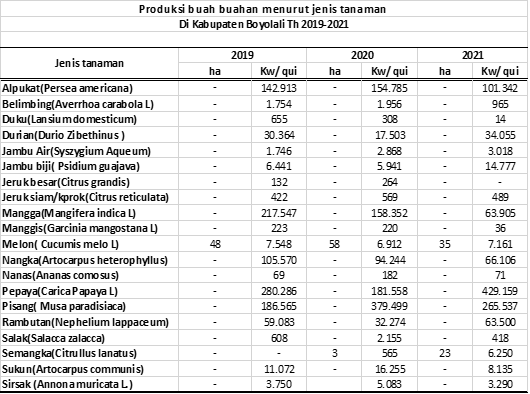 Produksi buah buahan menurut jenis tanaman
Di Kabupaten Boyolali Th 2019-2021
Jenis tanaman 2019 2020 2021
ha Kw/ qui ha Kw/ qui ha Kw/ qui
Alpukat(Persea americana) - 142.913 - 154.785 - 101.342
Belimbing(Averrhoa carabola L) - 1.754 - 1.956 - 965
Duku(Lansium domesticum) - 655 - 308 - 14
Durian(Durio Zibethinus ) - 30.364 - 17.503 - 34.055
Jambu Air(Syszygium Aqueum) - 1.746 - 2.868 - 3.018
Jambu biji( Psidium guajava) - 6.441 - 5.941 - 14.777
Jeruk besar(Citrus grandis) - 132 - 264 - -
Jeruk siam/kprok(Citrus reticulata) - 422 - 569 - 489
Mangga(Mangifera indica L) - 217.547 - 158.352 - 63.905
Manggis(Garcinia mangostana L) - 223 - 220 - 36
Melon( Cucumis melo L) 48 7.548 58 6.912 35 7.161
Nangka(Artocarpus heterophyllus) - 105.570 - 94.244 - 66.106
Nanas(Ananas comosus) - 69 - 182 - 71
Pepaya(Carica Papaya L) - 280.286 - 181.558 - 429.159
Pisang( Musa paradisiaca) - 186.565 - 379.499 - 265.537
Rambutan(Nephelium lappaceum) - 59.083 - 32.274 - 63.500
Salak(Salacca zalacca) - 608 - 2.155 - 418
Semangka(Citrullus lanatus) - - 3 565 23 6.250
Sukun(Artocarpus communis) - 11.072 - 16.255 - 8.135
Sirsak (Annona muricata L.) - 3.750 - 5.083 - 3.290